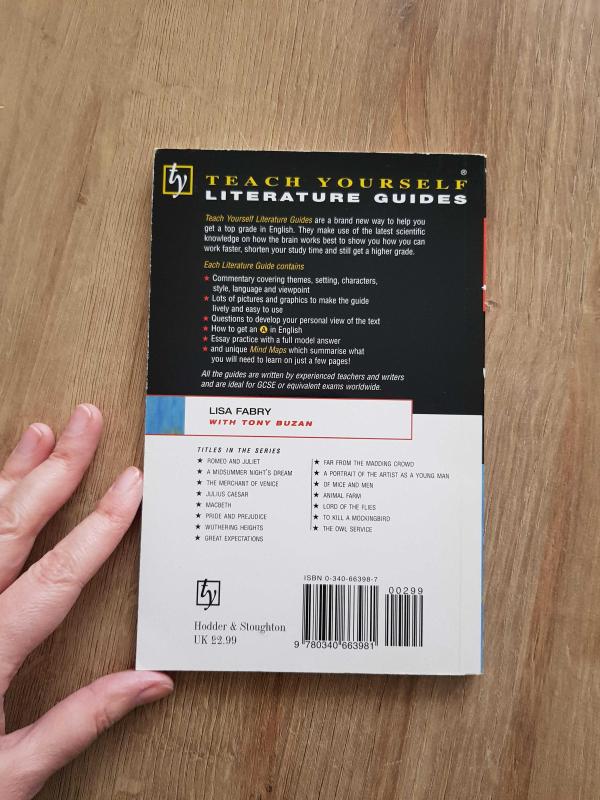 ty
TEACH YOURSELF®
LITERATURE GUIDES
Teach Yourself Literature Guides are a brand new way to help you
get a top grade in English. They make use of the latest scientific
knowledge on how the brain works best to show you how you can
work faster, shorten your study time and still get a higher grade.
Each Literature Guide contains
★ Commentary covering themes, setting, characters,
style, language and viewpoint
★ Lots of pictures and graphics to make the guide
lively and easy to use
★ Questions to develop your personal view of the text
★ How to get an A in English
★ Essay practice with a full model answer
★ and unique Mind Maps which summarise what
you will need to learn on just a few pages!
All the guides are written by experienced teachers and writers
and are ideal for GCSE or equivalent exams worldwide.
LISA FABRY
WITH TONY BUZAN
TITLES IN THE SERIES
★ ROMEO AND JULIET
★ A MIDSUMMER NIGHT'S DREAM
★ THE MERCHANT OF VENICE
★ JULIUS CAESAR
★ MACBETH
★ PRIDE AND PREJUDICE
★ WUTHERING HEIGHTS
★ GREAT EXPECTATIONS
★ FAR FROM THE MADDING CROWD
★ A PORTRAIT OF THE ARTIST AS A YOUNG MAN
★ OF MICE AND MEN
★ ANIMAL FARM
★ LORD OF THE FLIES
★ TO KILL A MOCKINGBIRD
★ THE OWL SERVICE
ty
Hodder & Stoughton
UK £2.99
ISBN 0-340-66398-7
00299
9 780340 663981